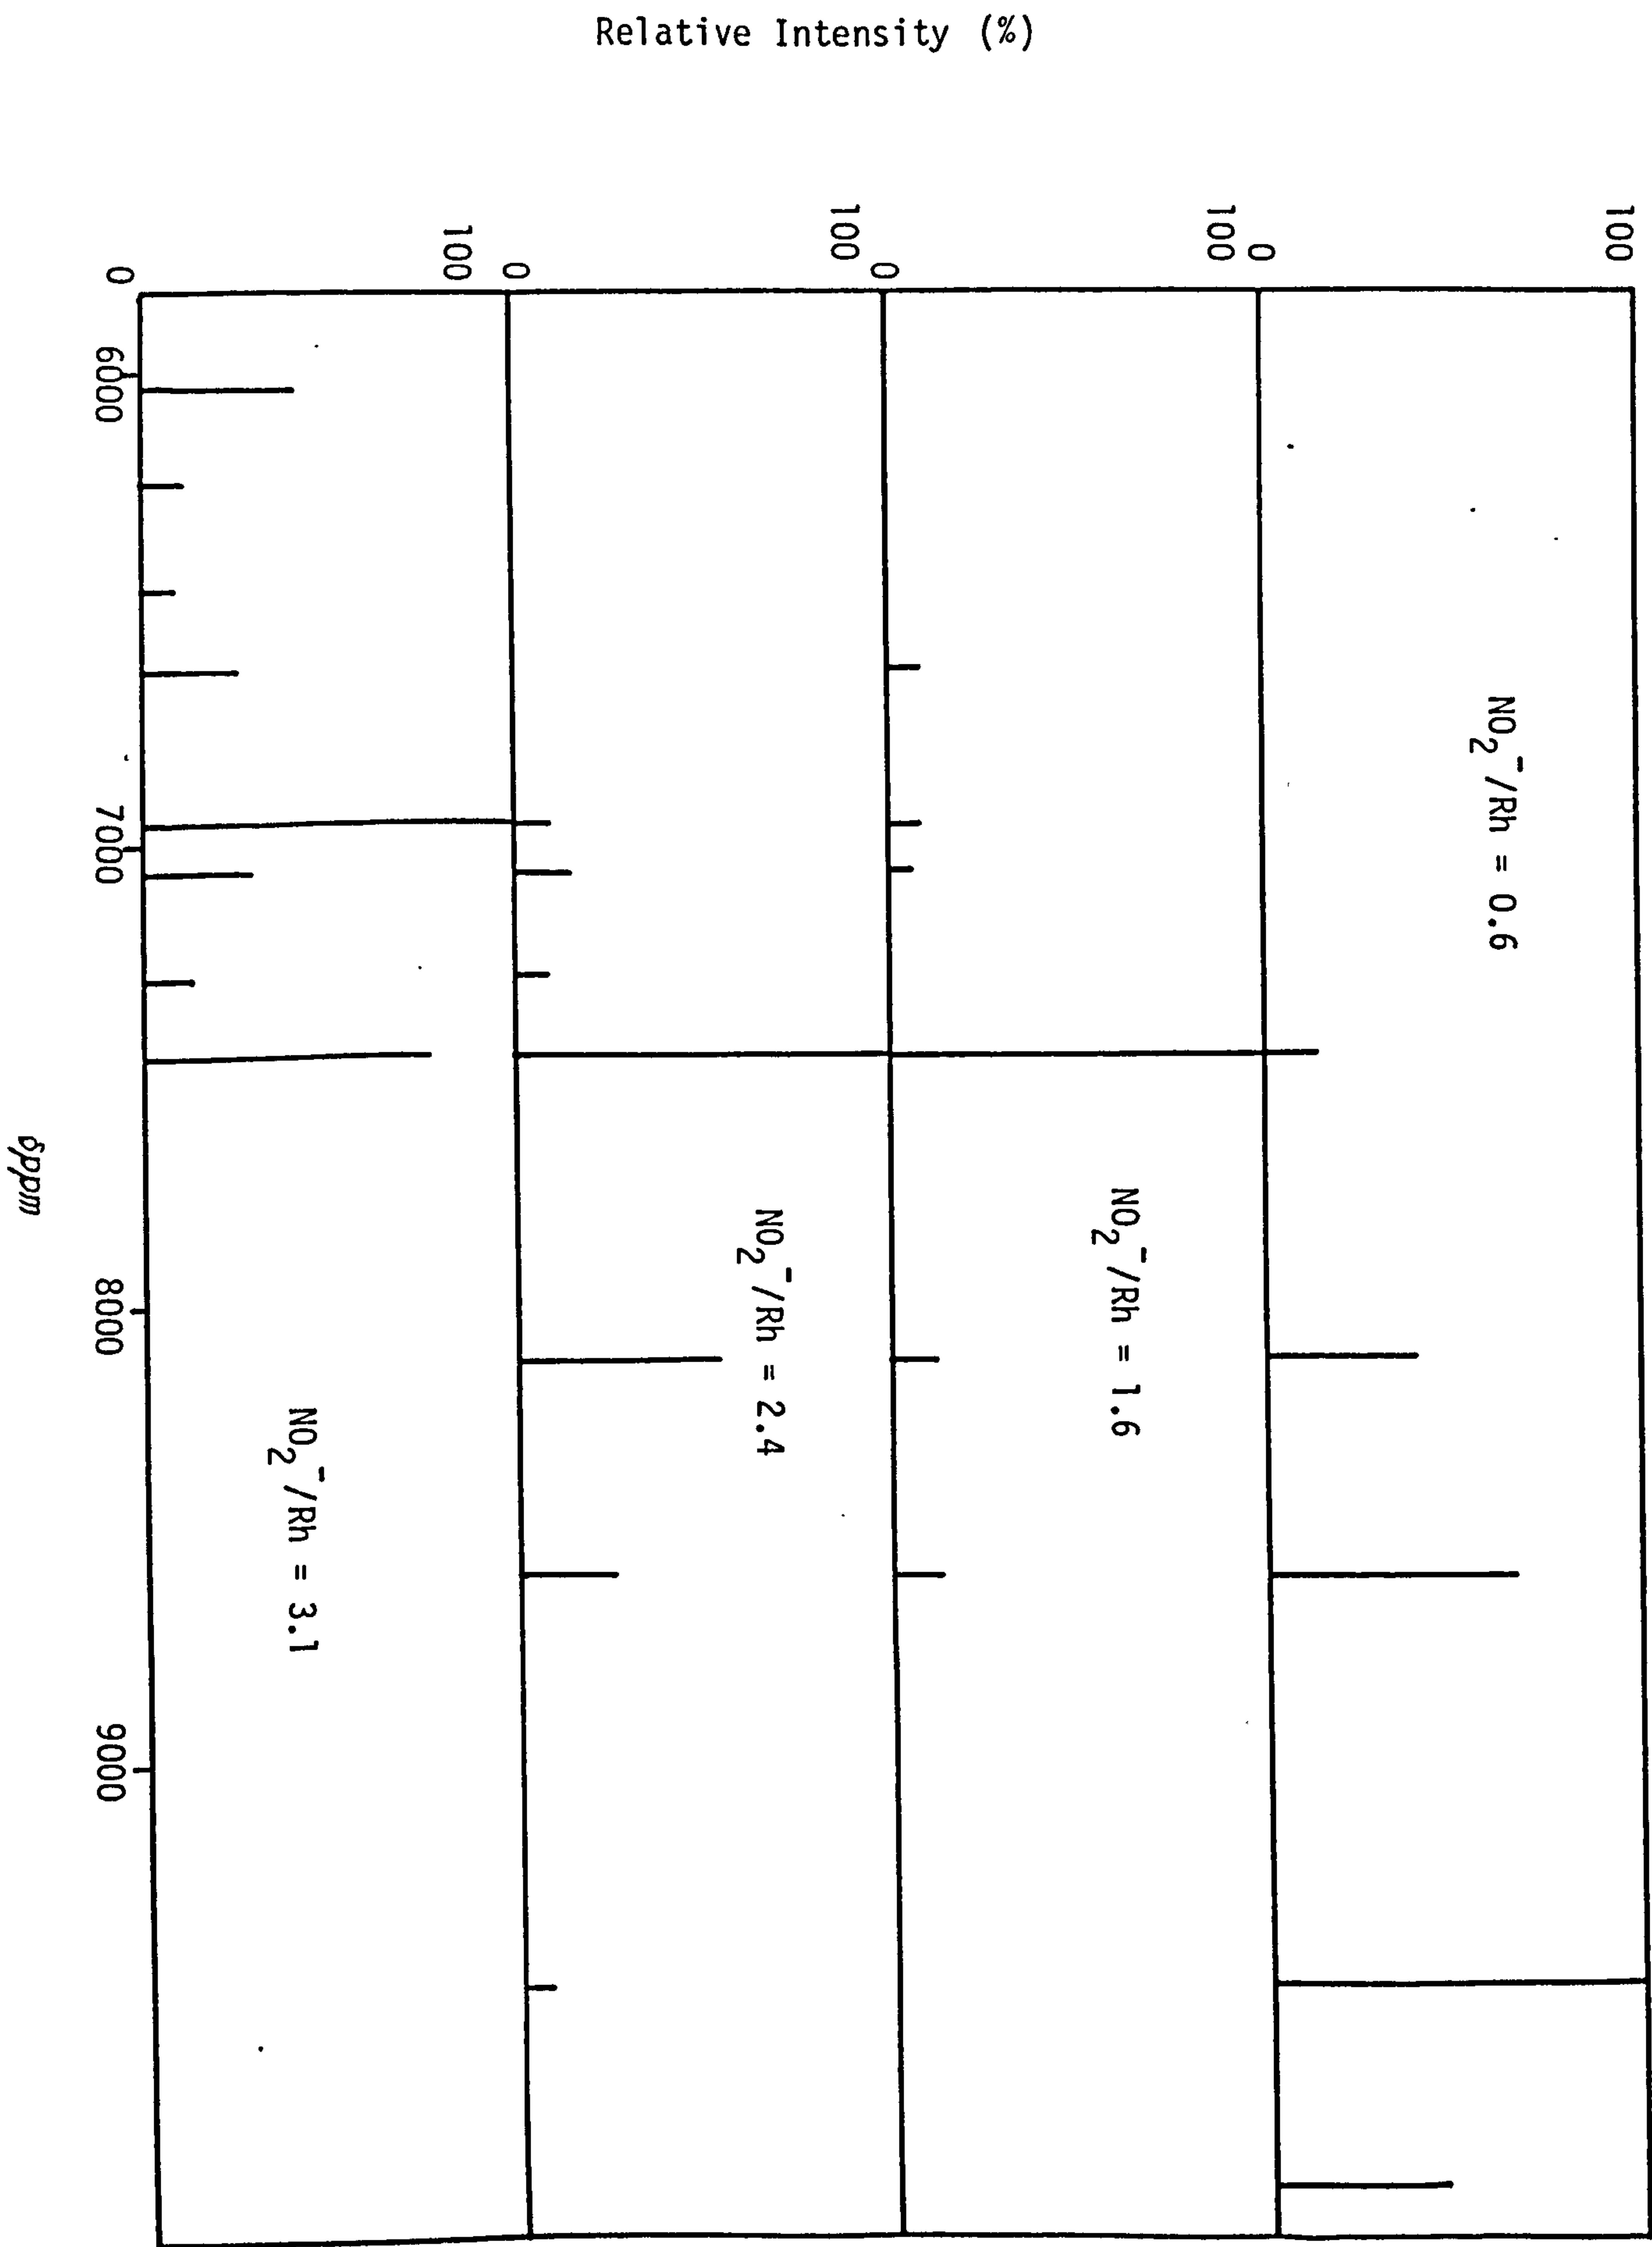 Relative Intensity (%)
100
0
100
0
100
0
100
0
NO₂⁻/Rh = 0.6
NO₂⁻/Rh = 1.6
NO₂⁻/Rh = 2.4
NO₂⁻/Rh = 3.1
6000
7000
8000
9000
δppm